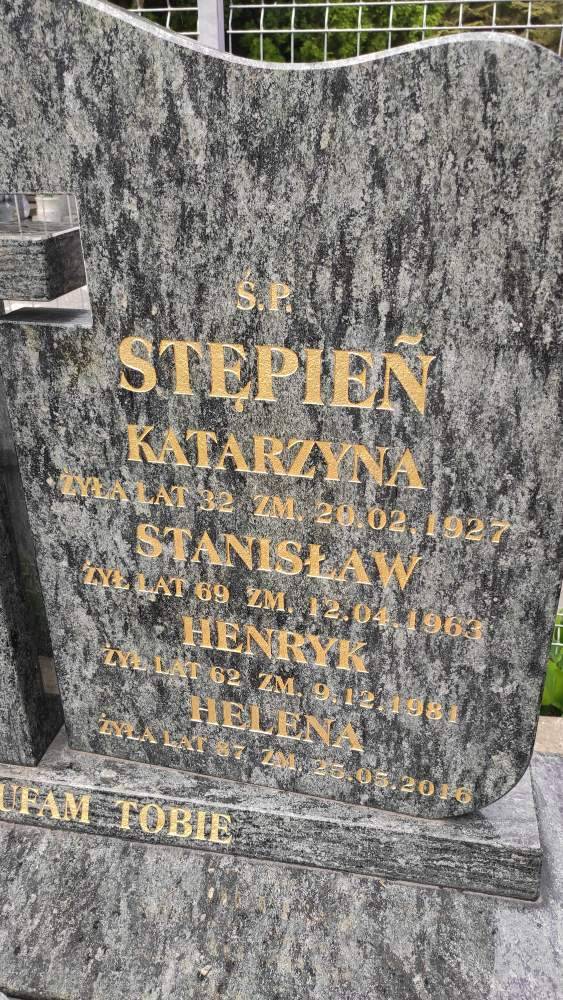 Ś.P.
STĘPIEÑ
KATARZYNA
ŻYŁA LAT 32 ZM. 20.02.1927
STANISŁAW
ŻYŁ LAT 69 ZM. 12.04.1963
HENRYK
ŻYŁ LAT 62 ZM. 9.12.1981
HELENA
ŻYŁA LAT 87 ZM 25.05.2016
UFAM TOBIE